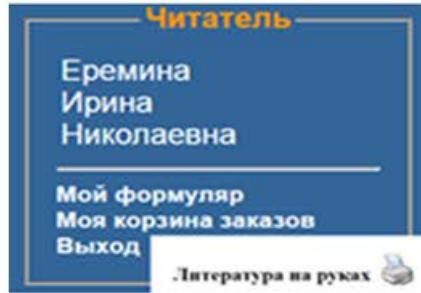 Читатель
Еремина
Ирина
Николаевна
Мой формуляр
Моя корзина заказов
Выход
Литература на руках